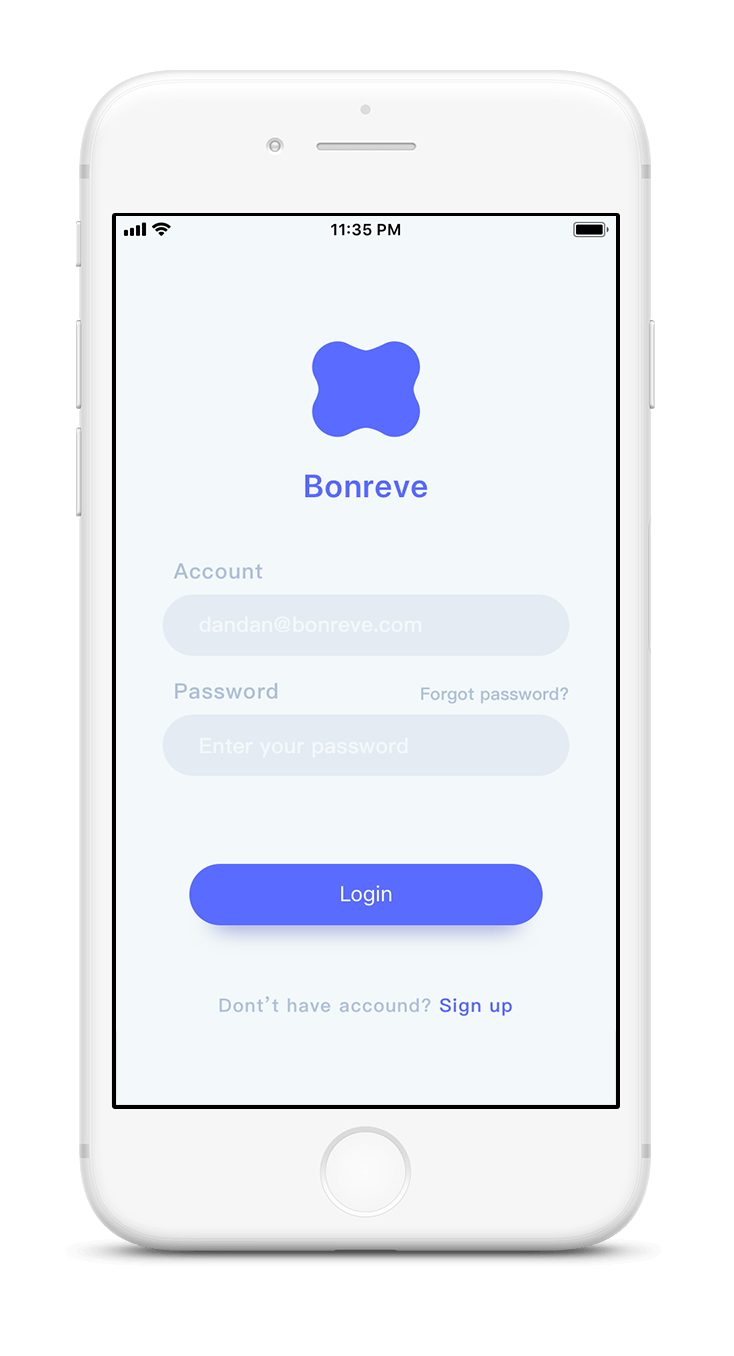 11:35 PM
Bonreve
Account
dandan@bonreve.com
Password Forgot password?
Enter your password
Login
Dont't have accound? Sign up